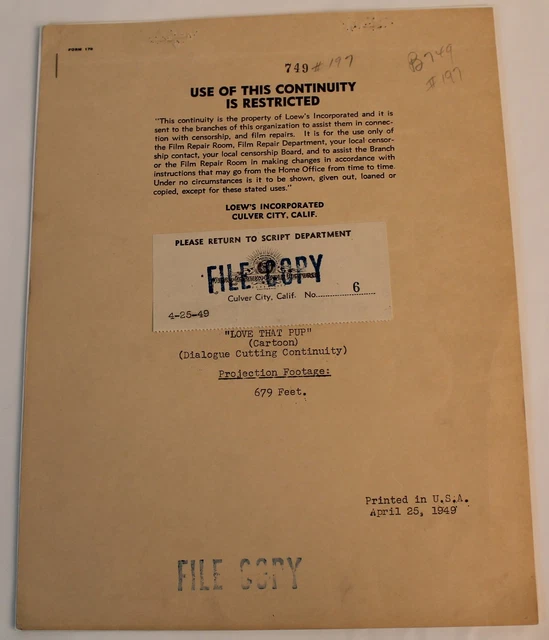 FORM 170
749 #197
B749
#197
USE OF THIS CONTINUITY
IS RESTRICTED
"This continuity is the property of Loew's Incorporated and it is
sent to the branches of this organization to assist them in connec-
tion with censorship, and film repairs. It is for the use only of
the Film Repair Room, Film Repair Department, your local censor-
ship contact, your local censorship Board, and to assist the Branch
or the Film Repair Room in making changes in accordance with
instructions that may go from the Home Office from time to time
Under no circumstances is it to be shown, given out, loaned or
copied, except for these stated uses."
LOEW'S INCORPORATED
CULVER CITY, CALIF.
PLEASE RETURN TO SCRIPT DEPARTMENT
FILE COPY
Culver City, Calif. No. 6
4-25-49
"LOVE THAT PUP"
(Cartoon)
(Dialogue Cutting Continuity)
Projection Footage:
679 Feet.
Printed in U.S.A.
April 25, 1949
FILE COPY